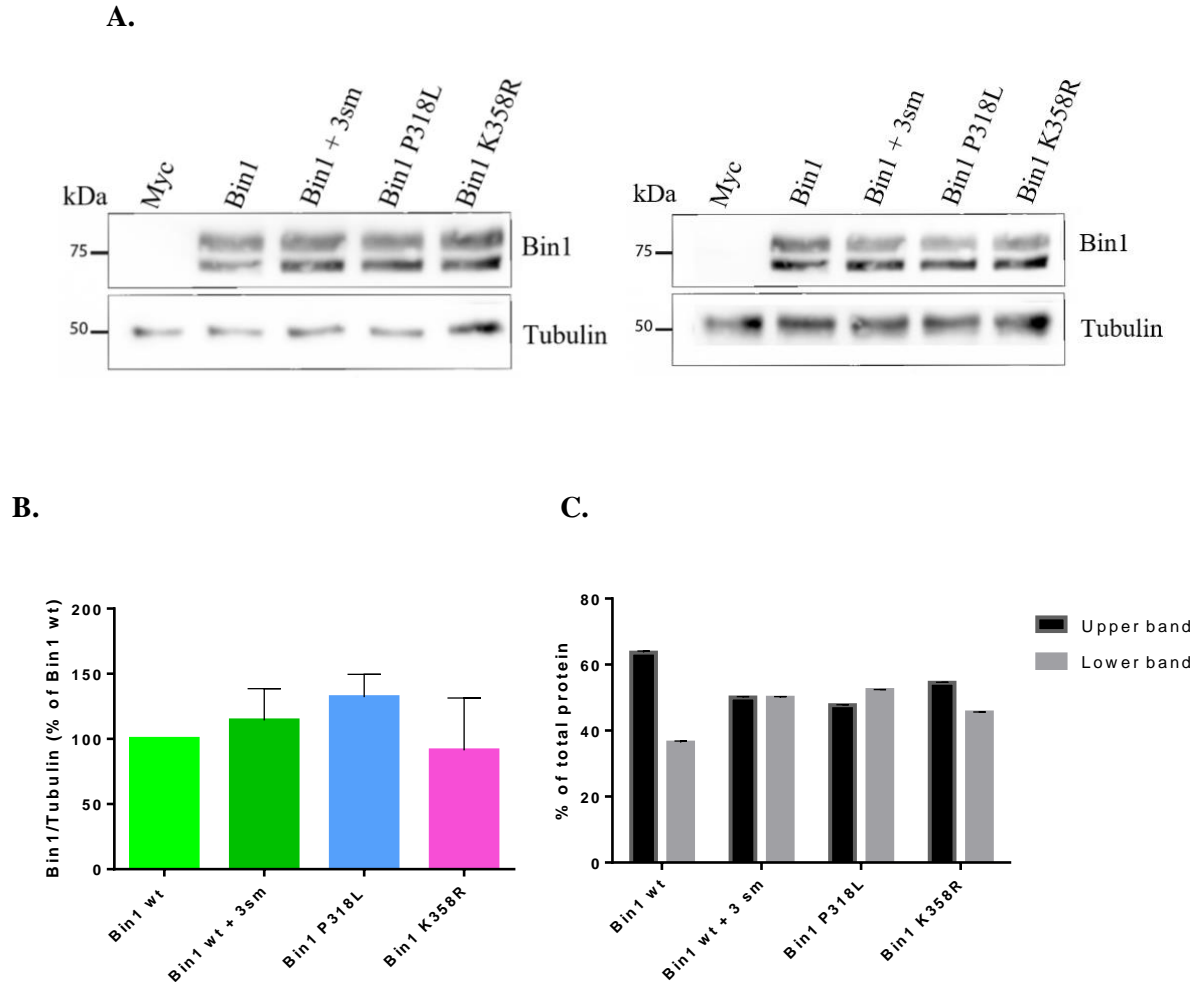 A.
kDa
Myc
Bin1
Bin1 + 3sm
Bin1 P318L
Bin1 K358R
75
Bin1
50
Tubulin
kDa
Myc
Bin1
Bin1 + 3sm
Bin1 P318L
Bin1 K358R
75
Bin1
50
Tubulin
B.
Bin1/Tubulin (% of Bin1 wt)
200
150
100
50
0
Bin1 wt
Bin1 wt + 3sm
Bin1 P318L
Bin1 K358R
C.
% of total protein
80
60
40
20
0
Bin1 wt
Bin1 wt + 3 sm
Bin1 P318L
Bin1 K358R
Upper band
Lower band